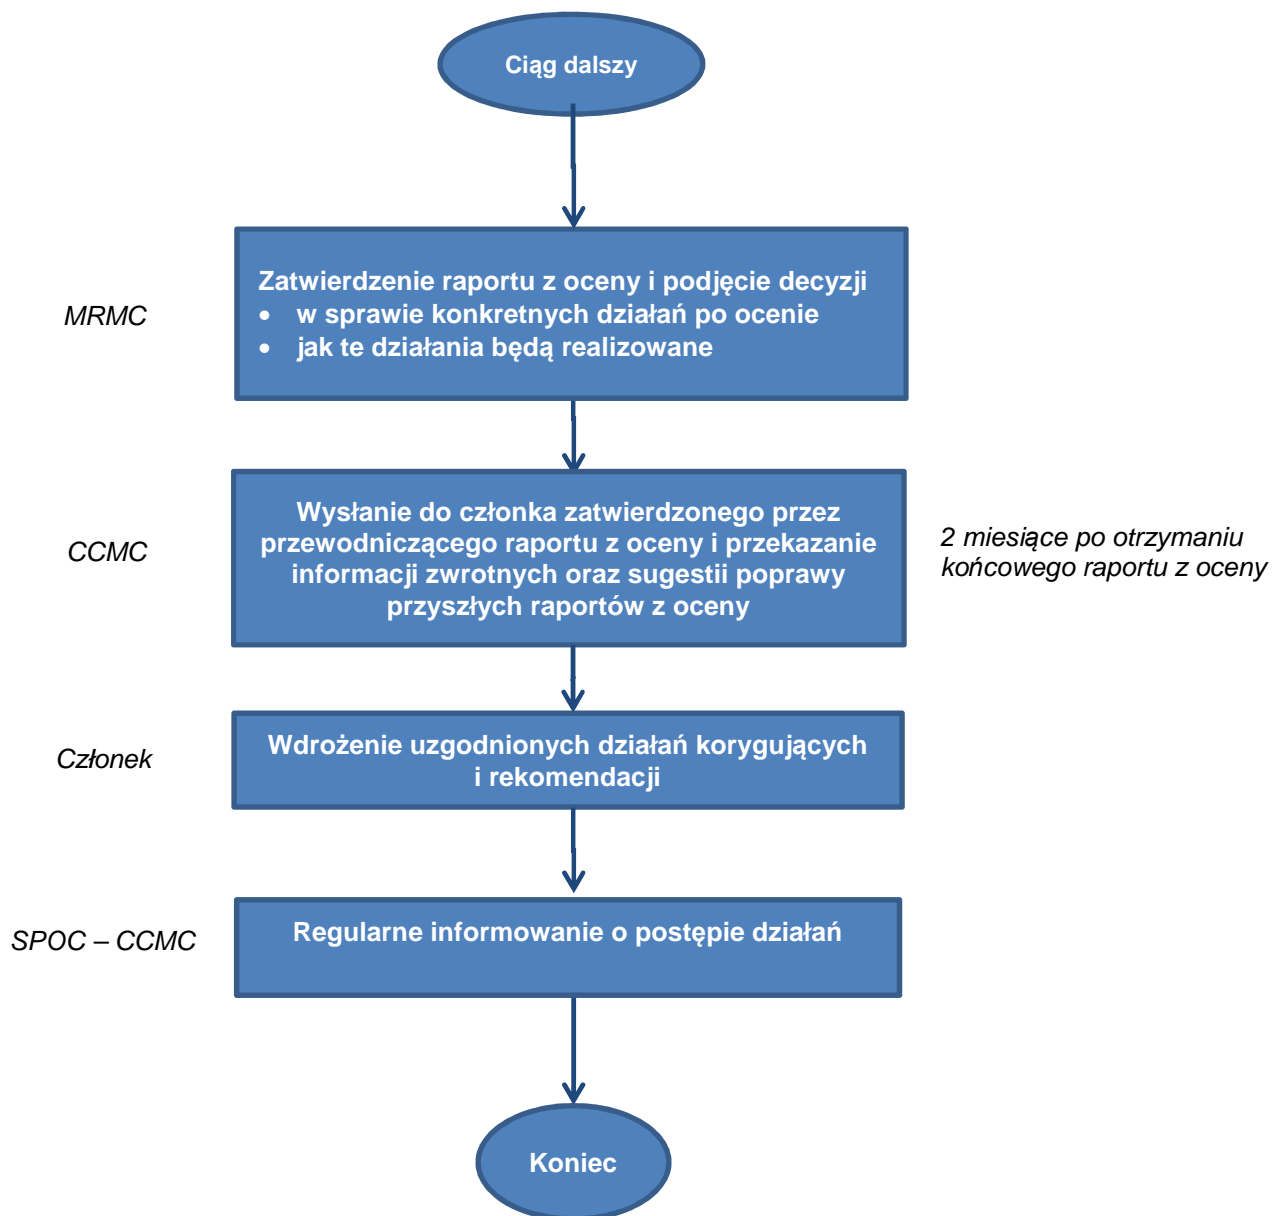 Ciąg dalszy
MRMC
Zatwierdzenie raportu z oceny i podjęcie decyzji
• w sprawie konkretnych działań po ocenie
• jak te działania będą realizowane
CCMC
Wysłanie do członka zatwierdzonego przez
przewodniczącego raportu z oceny i przekazanie
informacji zwrotnych oraz sugestii poprawy
przyszłych raportów z oceny
2 miesiące po otrzymaniu
końcowego raportu z oceny
Członek
Wdrożenie uzgodnionych działań korygujących
i rekomendacji
SPOC – CCMC
Regularne informowanie o postępie działań
Koniec